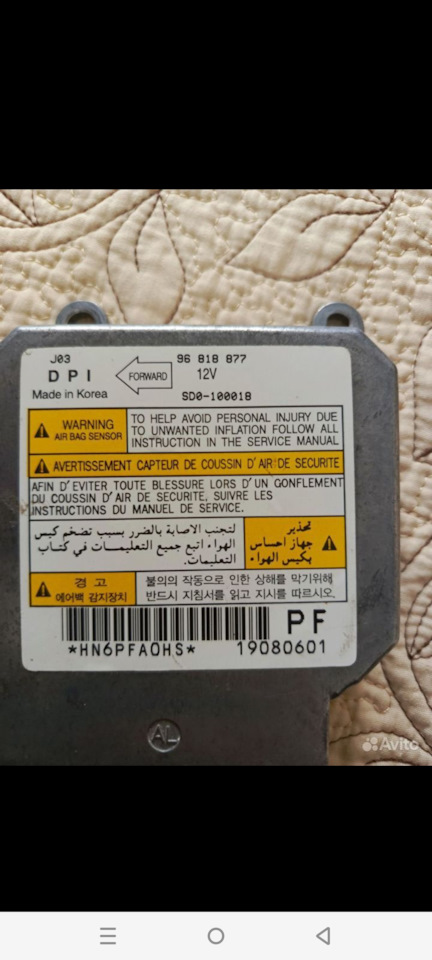 J03
96 818 877
DPI
FORWARD
12V
Made in Korea
SD0-100018
WARNING
AIR BAG SENSOR
TO HELP AVOID PERSONAL INJURY DUE
TO UNWANTED INFLATION FOLLOW ALL
INSTRUCTION IN THE SERVICE MANUAL
AVERTISSEMENT CAPTEUR DE COUSSIN D'AIR DE SECURITE
AFIN D'EVITER TOUTE BLESSURE LORS D'UN GONFLEMENT
DU COUSSIN D'AIR DE SECURITE, SUIVRE LES
INSTRUCTIONS DU MANUEL DE SERVICE.
تحذير
جهاز احساس
بكيس الهواء
لتجنب الاصابة بالضرر بسبب تضخم كيس
الهواء اتبع جميع التعليمات في كتاب
التعليمات.
경 고
에어백 감지장치
불의의 작동으로 인한 상해를 막기위해
반드시 지침서를 읽고 지시를 따르시오.
PF
*HN6PFAOHS*
19080601
AL
Avito